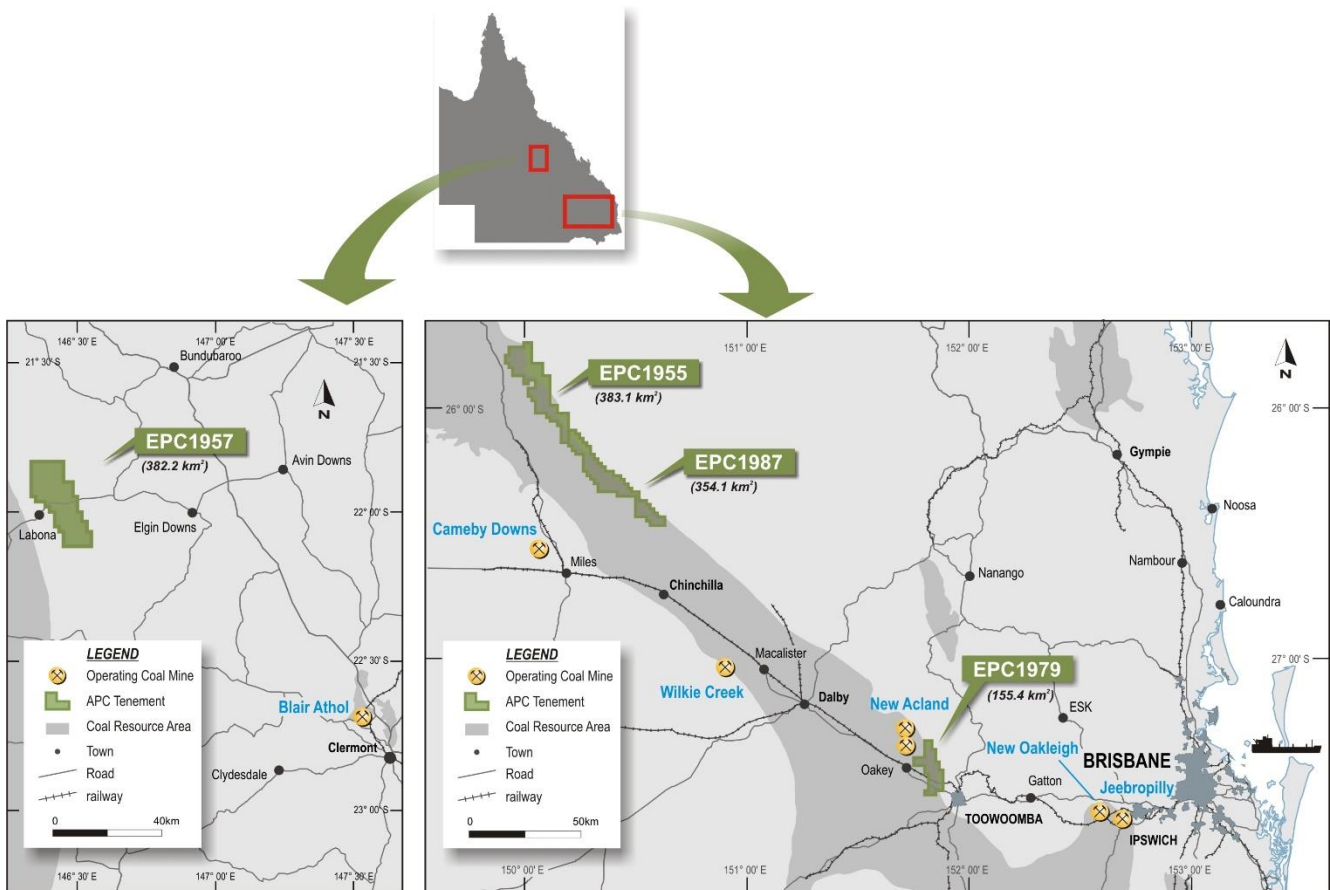 146° 30' E
147° 00' E
147° 30' E
21° 30' S
21° 30' S
Bundubaroo
N
EPC1957
(382.2 km²)
Avin Downs
Labona
Elgin Downs
22° 00' S
22° 30' S
Blair Athol
Clermont
Clydesdale
23° 00' S
LEGEND
Operating Coal Mine
APC Tenement
Coal Resource Area
Town
Road
railway
0
40km
146° 30' E
147° 00' E
147° 30' E
151° 00' E
152° 00' E
153° 00' E
N
26° 00' S
26° 00' S
EPC1955
(383.1 km²)
EPC1987
(354.1 km²)
Gympie
Noosa
Cameby Downs
Miles
Chinchilla
Nanango
Nambour
Caloundra
Macalister
27° 00' S
Wilkie Creek
Dalby
New Acland
EPC1979
(155.4 km²)
ESK
New Oakleigh
BRISBANE
Jeebropilly
Oakey
Gatton
TOOWOOMBA
IPSWICH
LEGEND
Operating Coal Mine
APC Tenement
Coal Resource Area
Town
Road
railway
0
50km
150° 00' E
151° 00' E
152° 00' E
153° 00' E